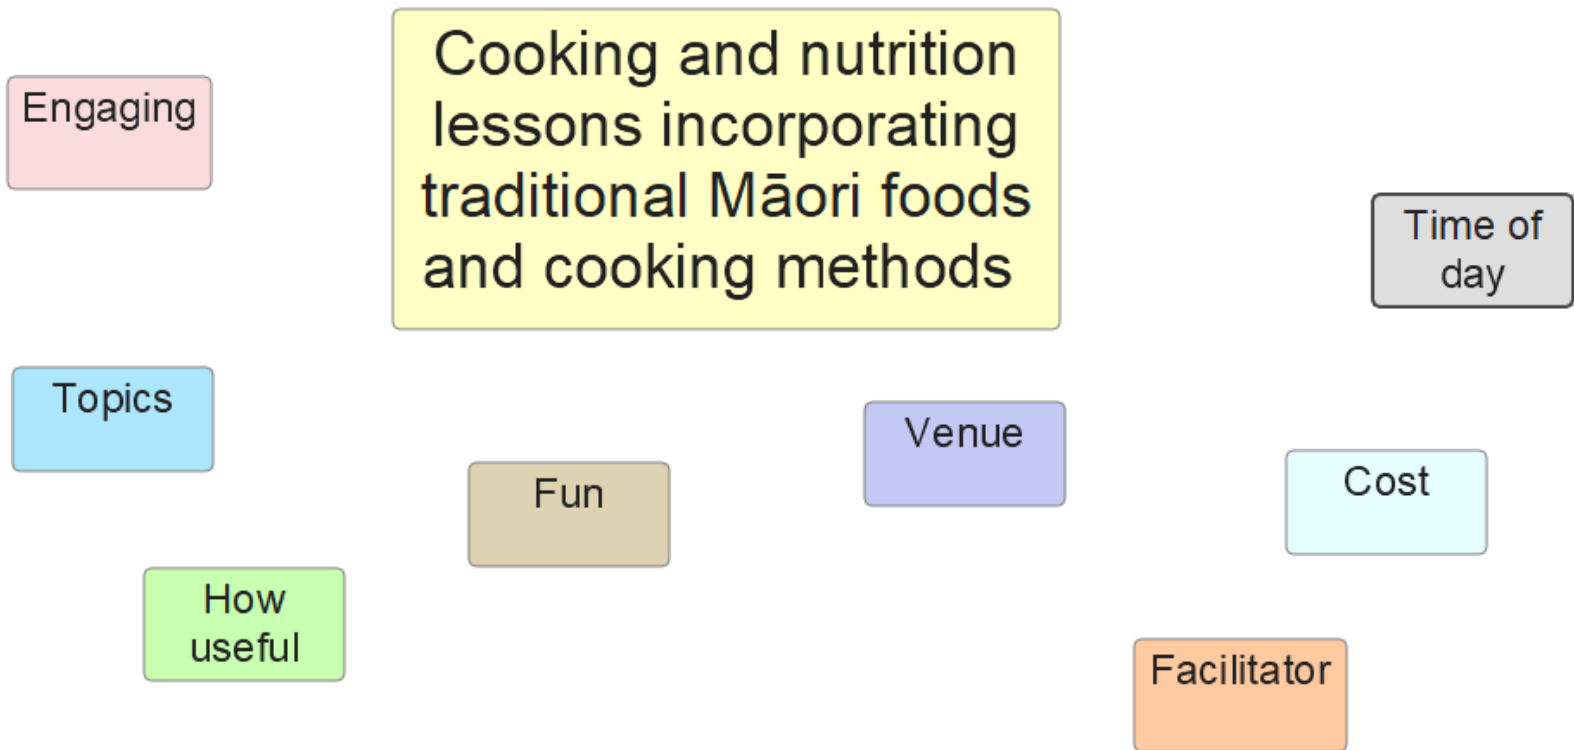 Cooking and nutrition
lessons incorporating
traditional Māori foods
and cooking methods
Engaging
Time of
day
Topics
Venue
Fun
Cost
How
useful
Facilitator